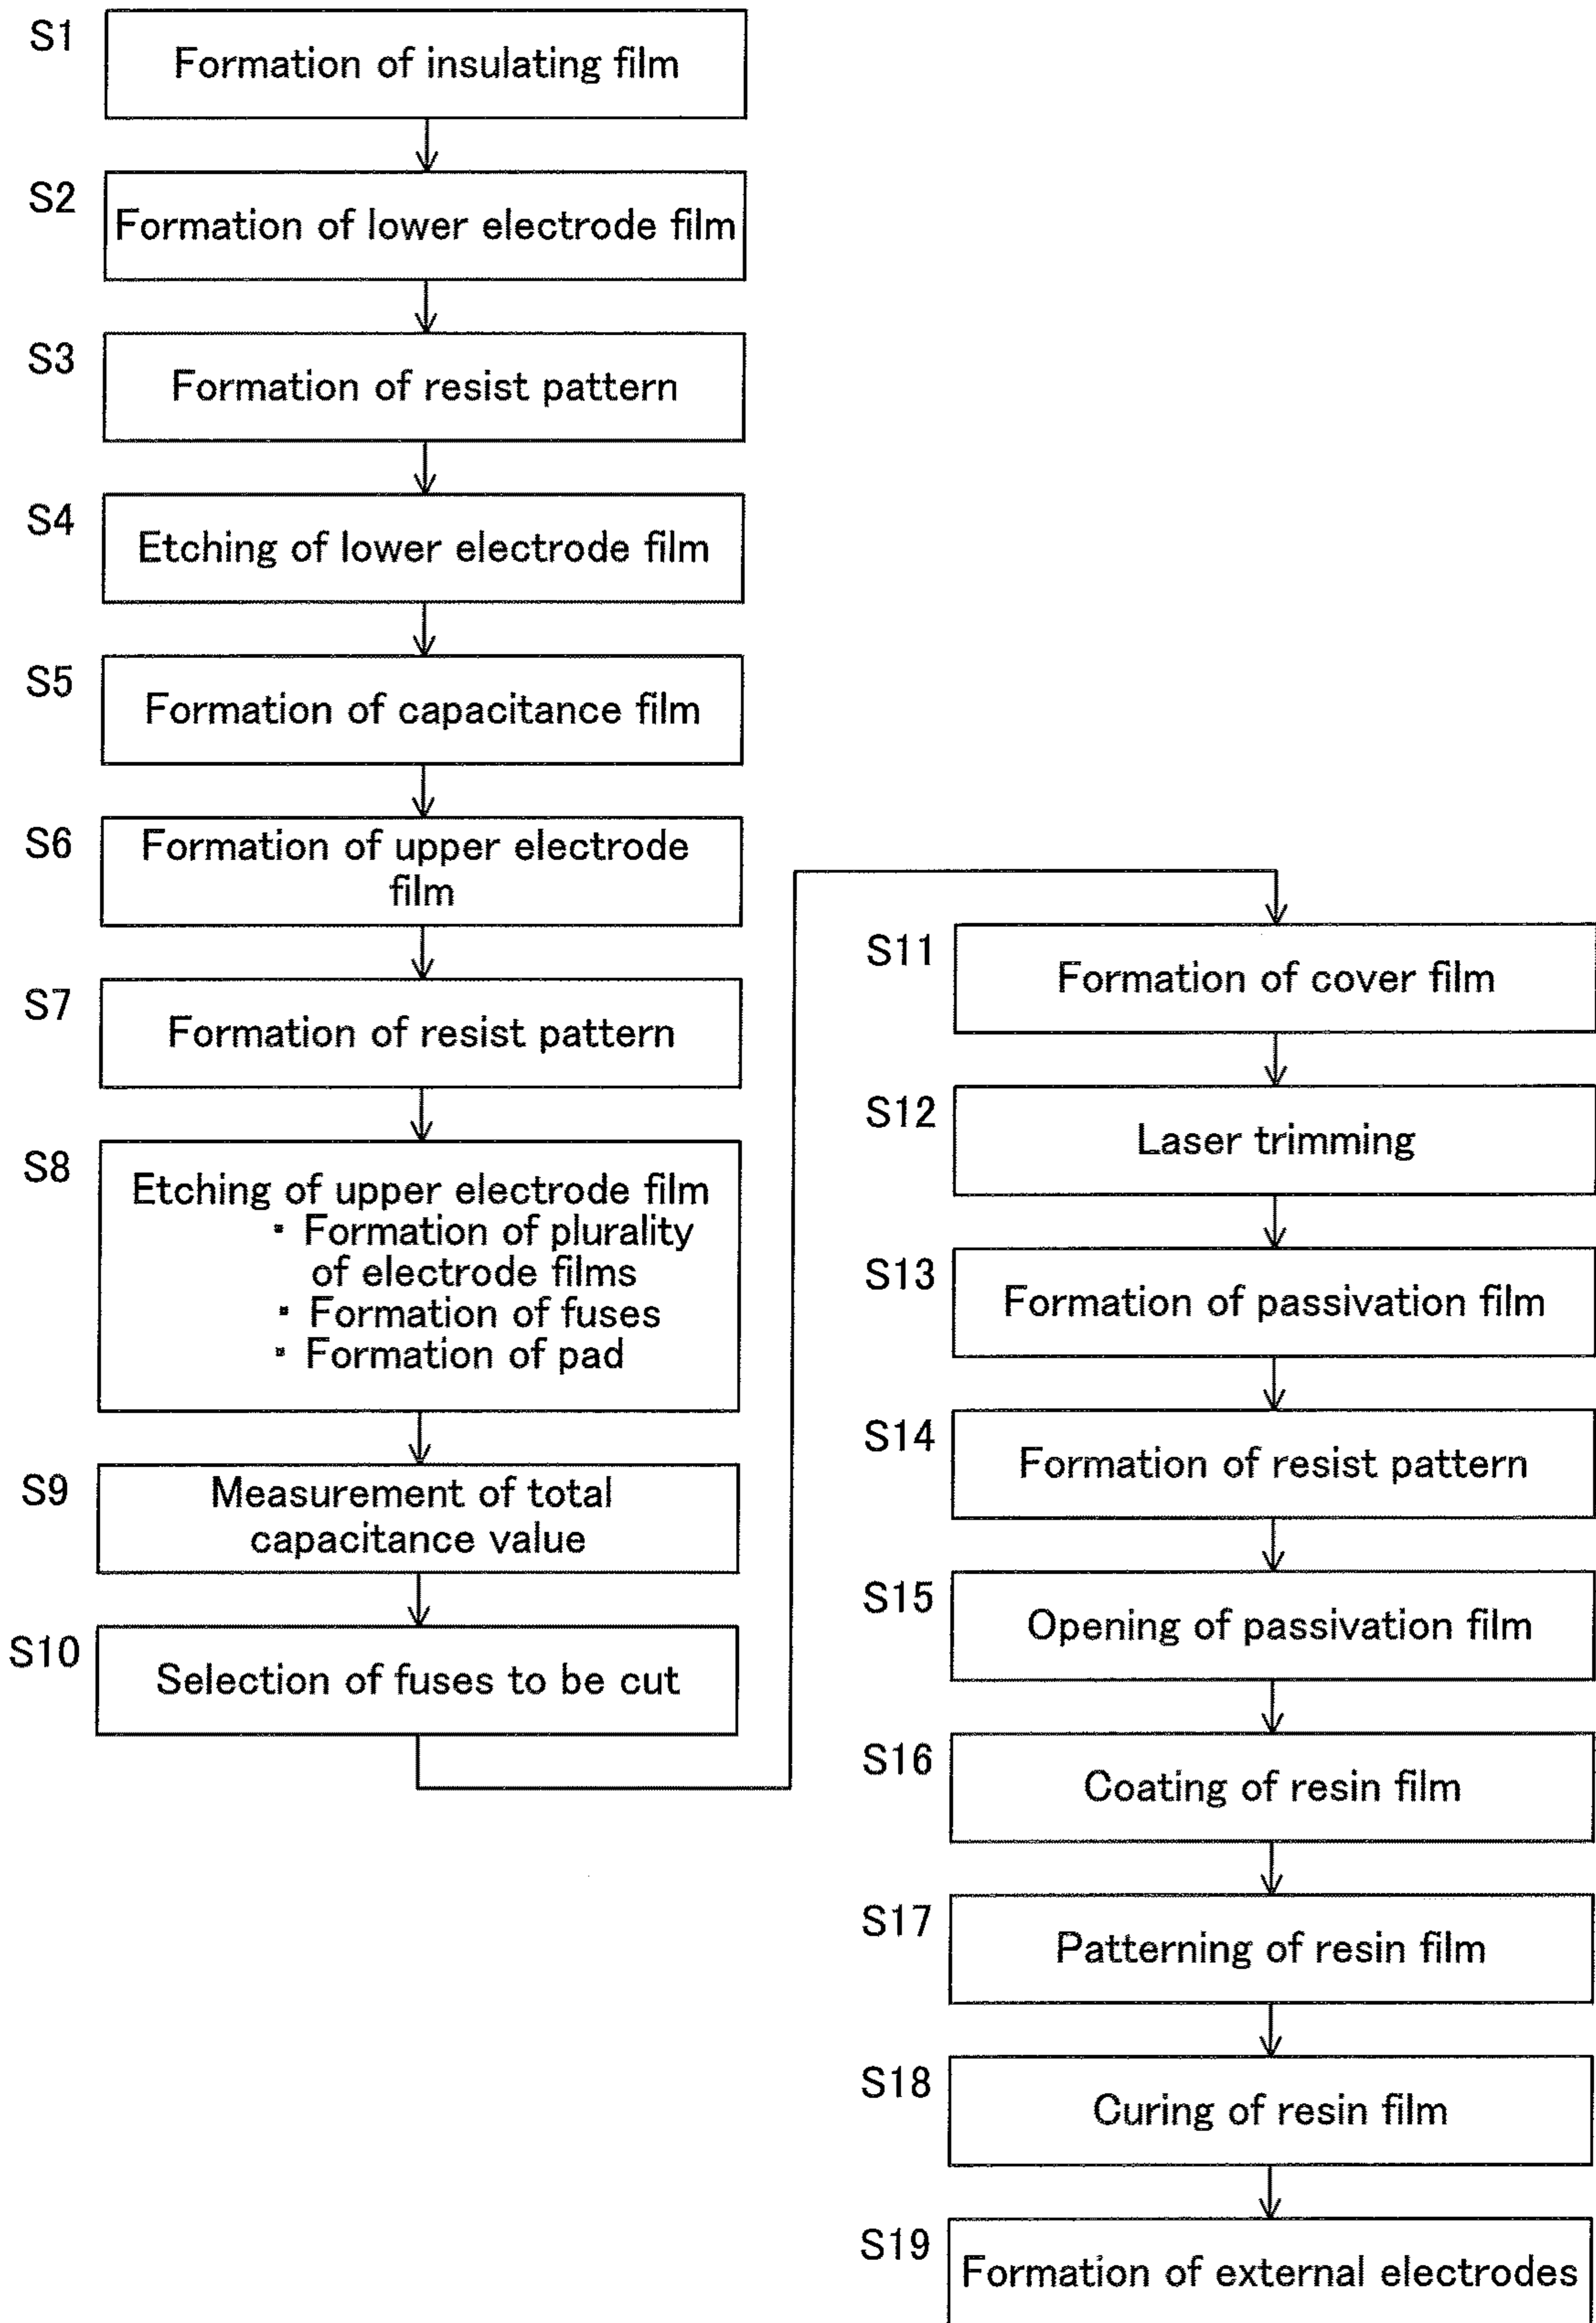 S1
Formation of insulating film
S2
Formation of lower electrode film
S3
Formation of resist pattern
S4
Etching of lower electrode film
S5
Formation of capacitance film
S6
Formation of upper electrode
film
S7
Formation of resist pattern
S8
Etching of upper electrode film
・Formation of plurality
of electrode films
・Formation of fuses
・Formation of pad
S9
Measurement of total
capacitance value
S10
Selection of fuses to be cut
S11
Formation of cover film
S12
Laser trimming
S13
Formation of passivation film
S14
Formation of resist pattern
S15
Opening of passivation film
S16
Coating of resin film
S17
Patterning of resin film
S18
Curing of resin film
S19
Formation of external electrodes